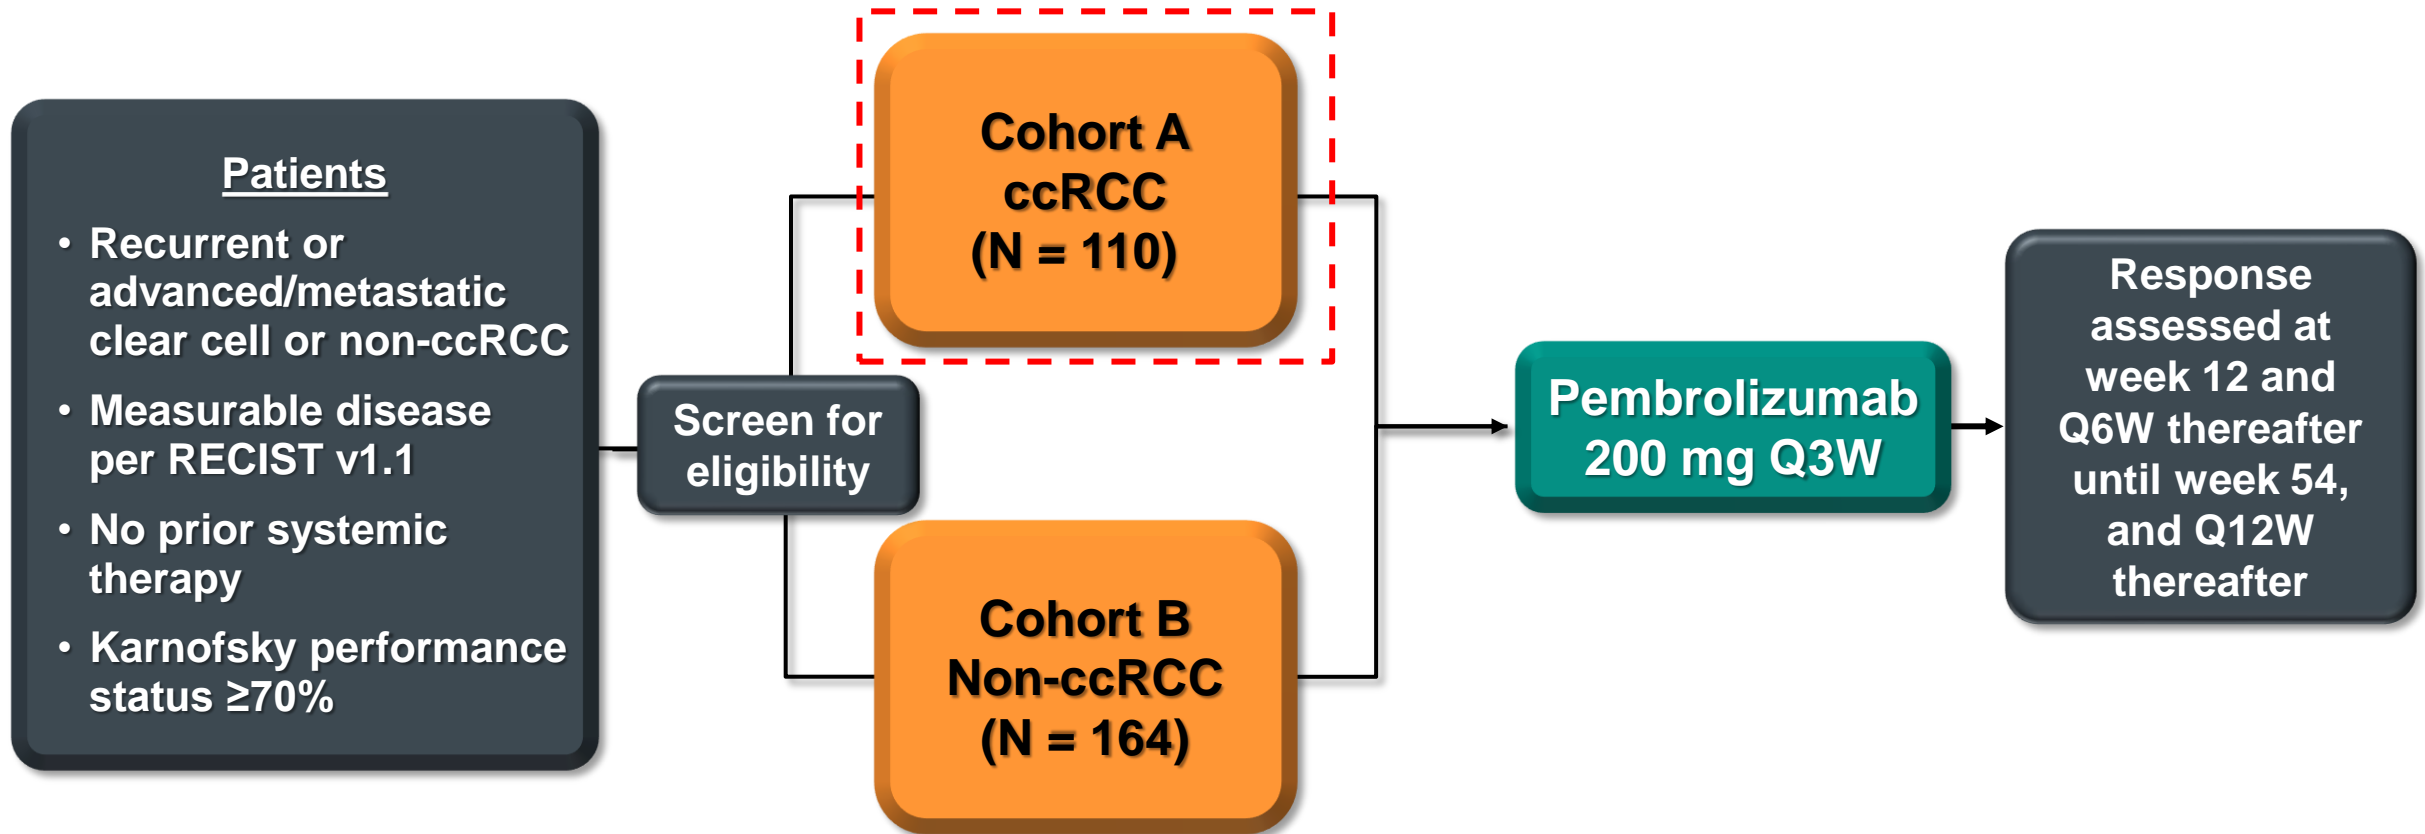 Patients
• Recurrent or
advanced/metastatic
clear cell or non-ccRCC
• Measurable disease
per RECIST v1.1
• No prior systemic
therapy
• Karnofsky performance
status ≥70%
Screen for
eligibility
Cohort A
ccRCC
(N = 110)
Cohort B
Non-ccRCC
(N = 164)
Pembrolizumab
200 mg Q3W
Response
assessed at
week 12 and
Q6W thereafter
until week 54,
and Q12W
thereafter